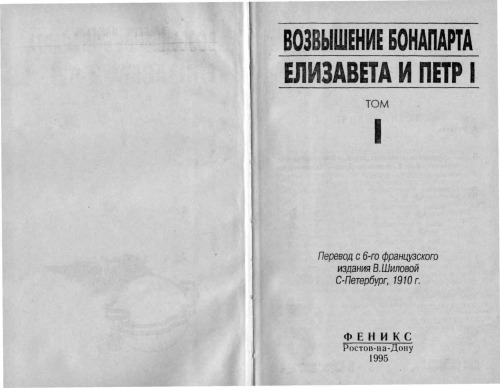 ВОЗВЫШЕНИЕ БОНАПАРТА
ЕЛИЗАВЕТА И ПЕТР I
ТОМ
I
Перевод с 6-го французского
издания В.Шиловой
С-Петербург, 1910 г.
ФЕНИКС
Ростов-на-Дону
1995